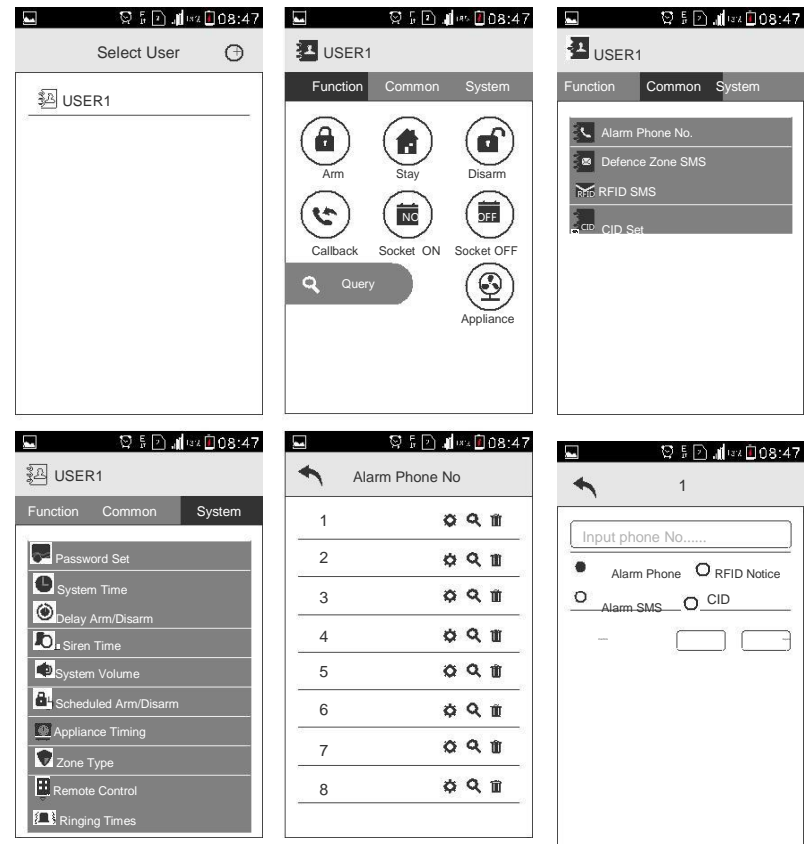 08:47
Select User
USER1
08:47
USER1
Function Common System
Arm Stay Disarm
NO OFF
Callback Socket ON Socket OFF
Query
Appliance
08:47
USER1
Function Common System
Alarm Phone No.
Defence Zone SMS
RFID RFID SMS
CID CID Set
08:47
USER1
Function Common System
Password Set
System Time
Delay Arm/Disarm
Siren Time
System Volume
Scheduled Arm/Disarm
Appliance Timing
Zone Type
Remote Control
Ringing Times
08:47
Alarm Phone No
1
2
3
4
5
6
7
8
08:47
1
Input phone No......
Alarm Phone RFID Notice
Alarm SMS CID